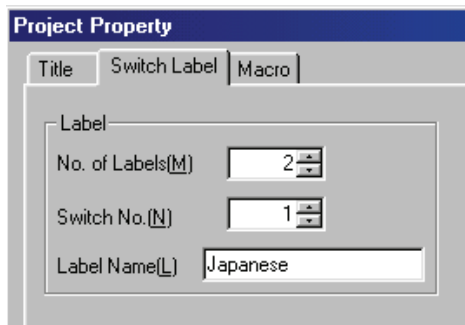 Project Property
Title Switch Label Macro
Label
No. of Labels(M) 2
Switch No.(N) 1
Label Name(L) Japanese